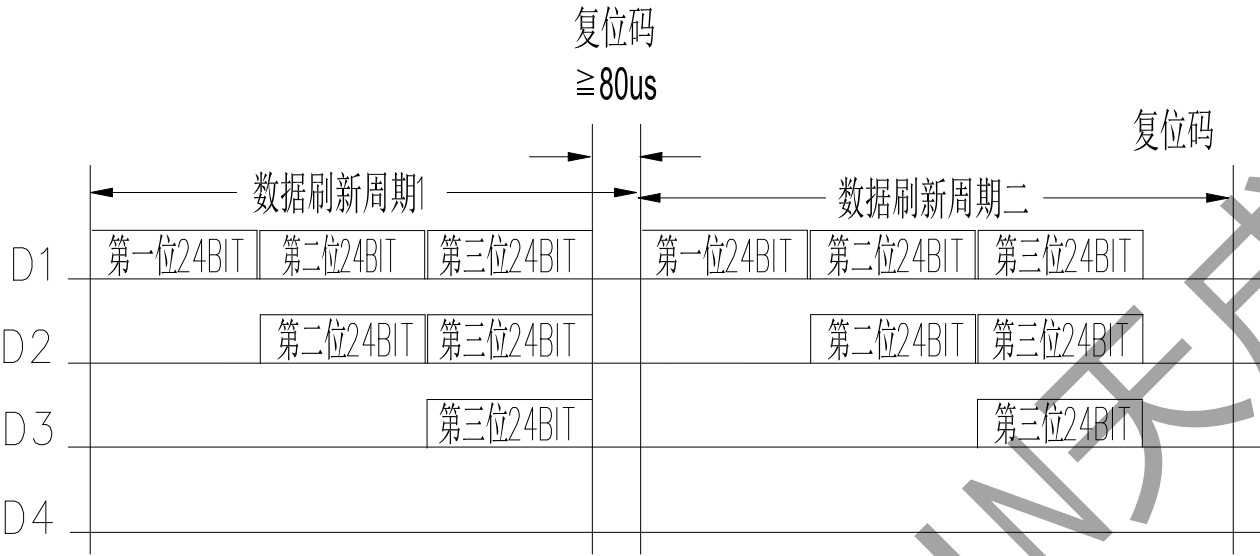 复位码
≧80us
复位码
数据刷新周期1
数据刷新周期二
D1 第一位24BIT 第二位24BIT 第三位24BIT 第一位24BIT 第二位24BIT 第三位24BIT
D2 第二位24BIT 第三位24BIT 第二位24BIT 第三位24BIT
D3 第三位24BIT 第三位24BIT
D4
IN天成